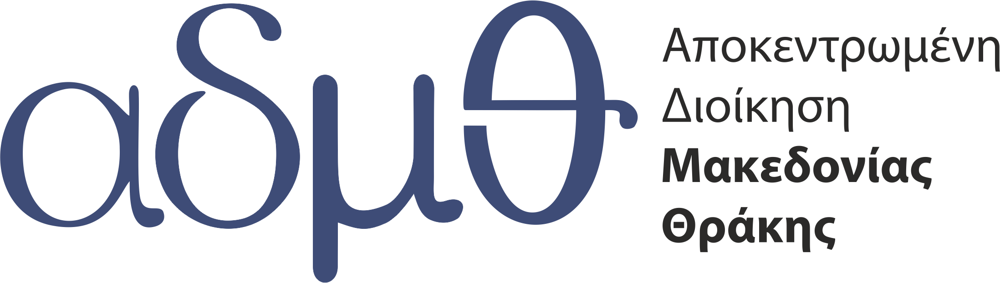 αδμθ
Αποκεντρωμένη
Διοίκηση
Μακεδονίας
Θράκης